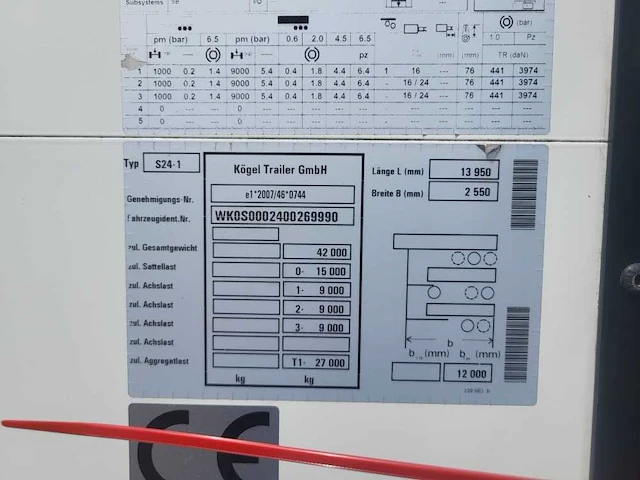 Subsystems
pm (bar) 6.5 pm (bar) 0.6 2.0 4.5 6.5
(bar)
1.0 Pz
pz (mm) (mm) TR (daN)
1 1000 0.2 1.4 9000 5.4 0.4 1.8 4.4 6.4 1 16 --- 76 441 3974
2 1000 0.2 1.4 9000 5.4 0.4 1.8 4.4 6.4 - 16 / 24 --- 76 441 3974
3 1000 0.2 1.4 9000 5.4 0.4 1.8 4.4 6.4 - 16 / 24 --- 76 441 3974
4 0 --- 0 ---
5 0 --- 0 ---
Typ S24-1
Kögel Trailer GmbH
Länge L (mm) 13 950
Breite B (mm) 2 550
Genehmigungs-Nr. e1*2007/46*0744
Fahrzeugident.Nr. WK0S0002400269990
zul. Gesamtgewicht 42 000
zul. Sattellast 0- 15 000
zul. Achslast 1- 9 000
zul. Achslast 2- 9 000
zul. Achslast 3- 9 000
zul. Achslast
zul. Aggregatlast T1- 27 000
kg kg
b
(mm) (mm)
12 000
CE